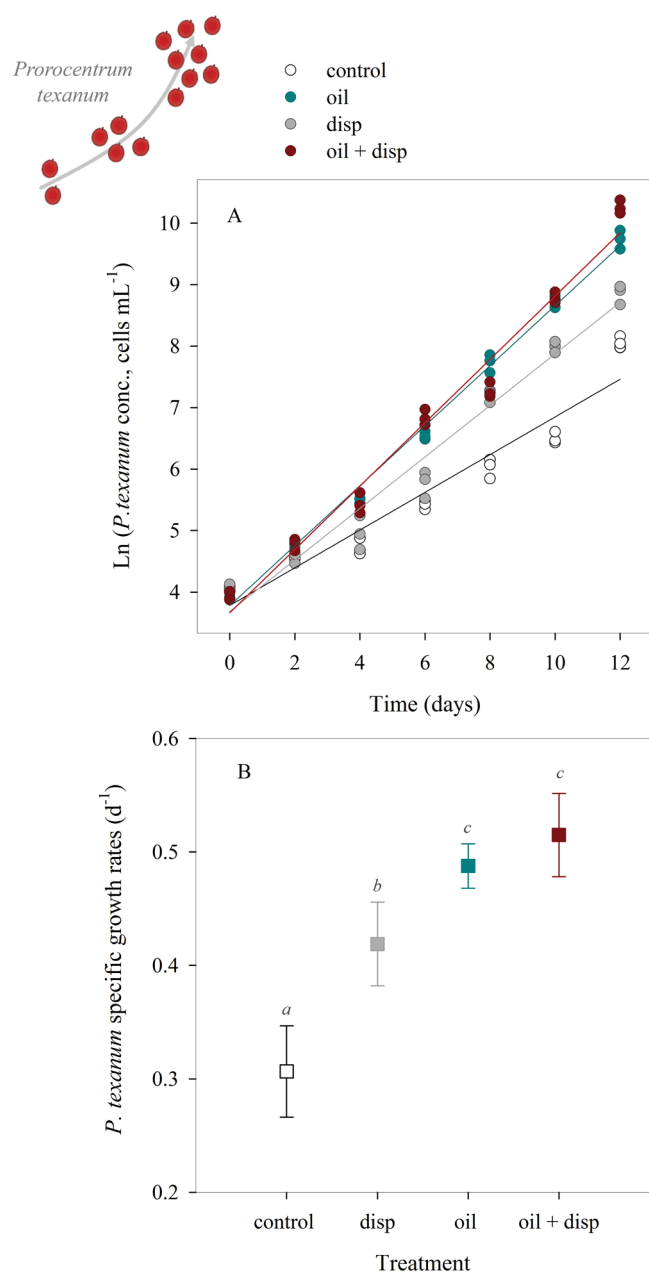 Prorocentrum
texanum
control
oil
disp
oil + disp
A
Ln (P.texanum conc., cells mL⁻¹)
10
9
8
7
6
5
4
0 2 4 6 8 10 12
Time (days)
B
P. texanum specific growth rates (d⁻¹)
0.6
0.5
0.4
0.3
0.2
a
b
c
c
control disp oil oil + disp
Treatment